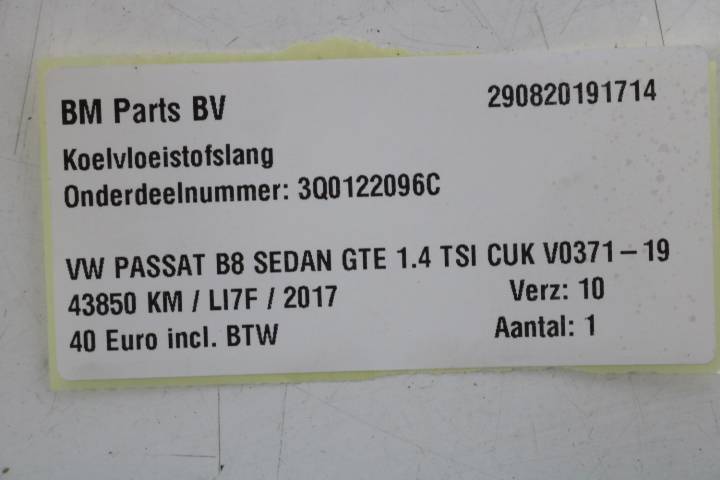 BM Parts BV 290820191714
Koelvloeistofslang
Onderdeelnummer: 3Q0122096C
VW PASSAT B8 SEDAN GTE 1.4 TSI CUK V0371-19
43850 KM / LI7F / 2017 Verz: 10
40 Euro incl. BTW Aantal: 1